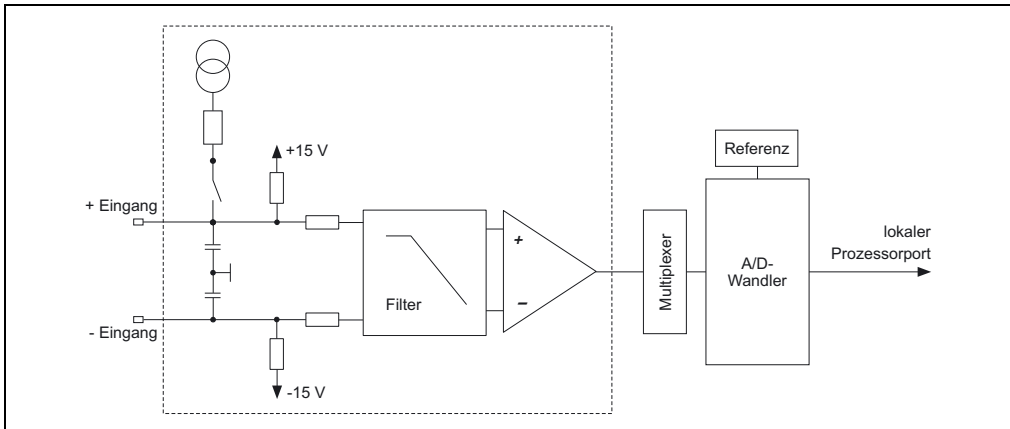 +15 V
+ Eingang
- Eingang
-15 V
Filter
+
−
Multiplexer
Referenz
A/D-
Wandler
lokaler
Prozessorport